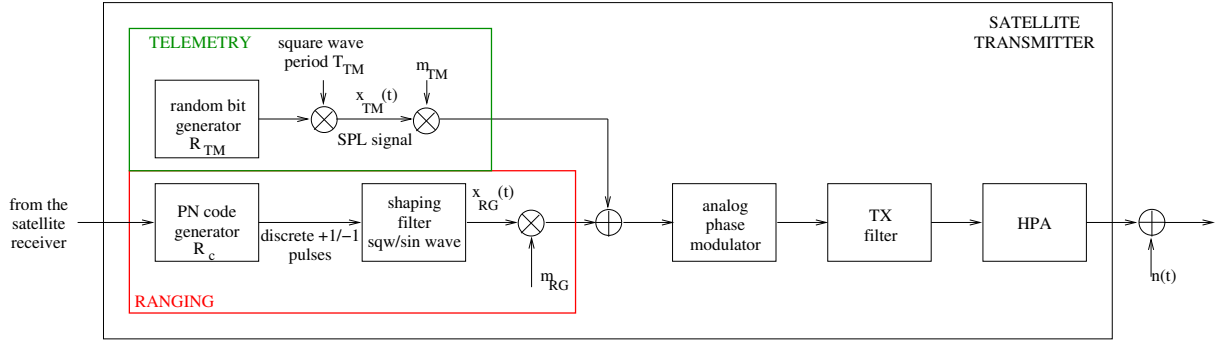 SATELLITE
TRANSMITTER
TELEMETRY
square wave
period T_TM
m_TM
random bit
generator
R_TM
x_TM(t)
SPL signal
from the
satellite
receiver
PN code
generator
R_c
discrete +1/−1
pulses
shaping
filter
sqw/sin wave
x_RG(t)
m_RG
RANGING
analog
phase
modulator
TX
filter
HPA
n(t)